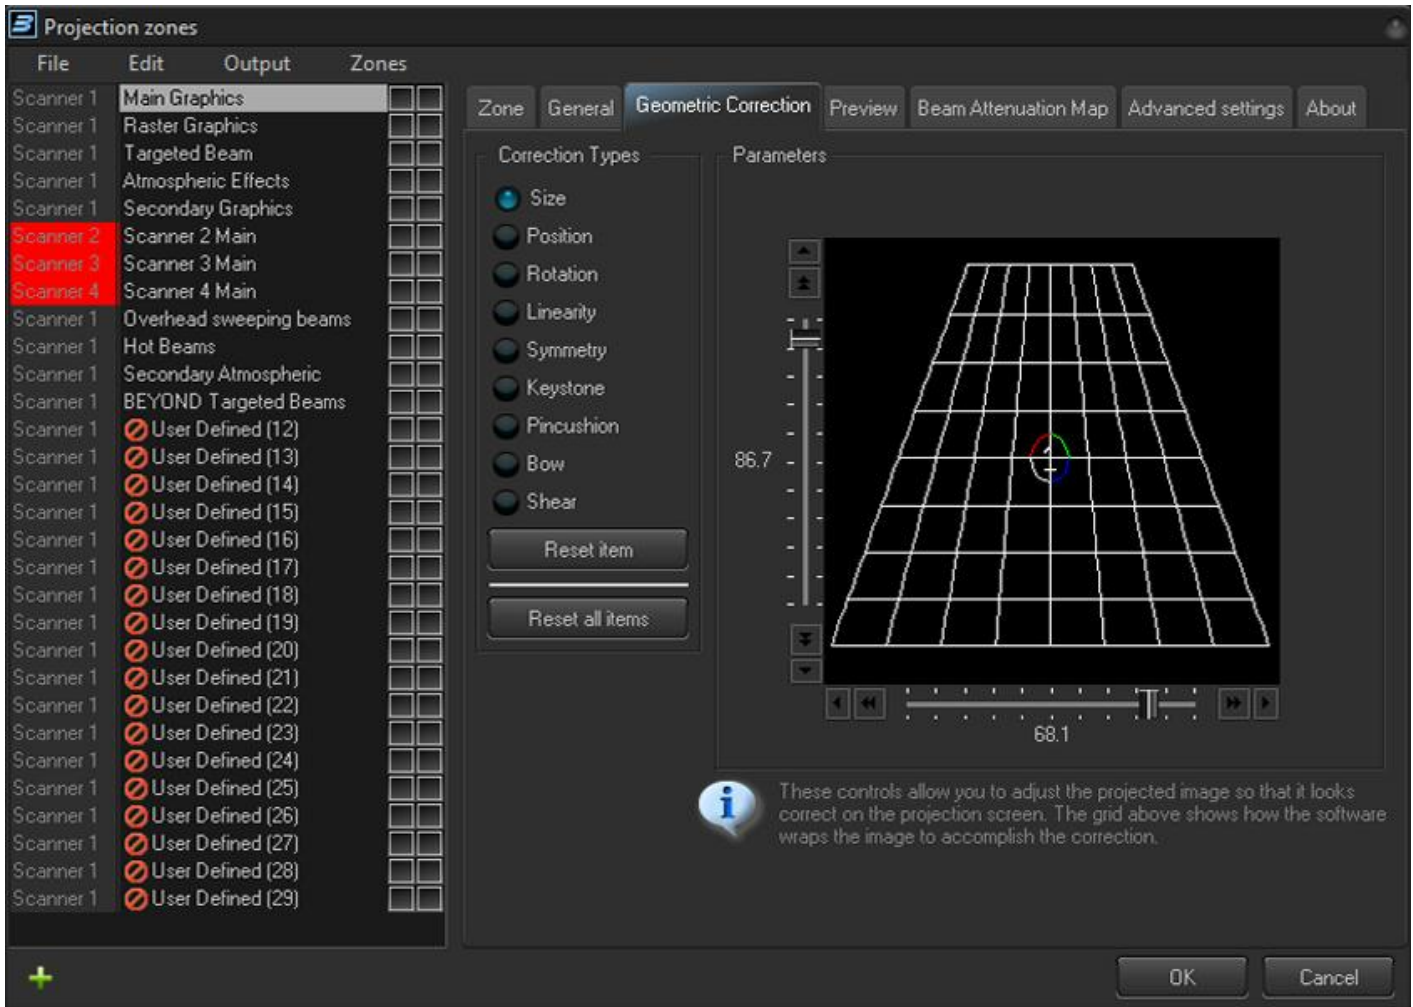 Projection zones
File Edit Output Zones
Scanner 1 Main Graphics
Scanner 1 Raster Graphics
Scanner 1 Targeted Beam
Scanner 1 Atmospheric Effects
Scanner 1 Secondary Graphics
Scanner 2 Scanner 2 Main
Scanner 3 Scanner 3 Main
Scanner 4 Scanner 4 Main
Scanner 1 Overhead sweeping beams
Scanner 1 Hot Beams
Scanner 1 Secondary Atmospheric
Scanner 1 BEYOND Targeted Beams
Scanner 1 User Defined (12)
Scanner 1 User Defined (13)
Scanner 1 User Defined (14)
Scanner 1 User Defined (15)
Scanner 1 User Defined (16)
Scanner 1 User Defined (17)
Scanner 1 User Defined (18)
Scanner 1 User Defined (19)
Scanner 1 User Defined (20)
Scanner 1 User Defined (21)
Scanner 1 User Defined (22)
Scanner 1 User Defined (23)
Scanner 1 User Defined (24)
Scanner 1 User Defined (25)
Scanner 1 User Defined (26)
Scanner 1 User Defined (27)
Scanner 1 User Defined (28)
Scanner 1 User Defined (29)
Zone General Geometric Correction Preview Beam Attenuation Map Advanced settings About
Correction Types
Size
Position
Rotation
Linearity
Symmetry
Keystone
Pincushion
Bow
Shear
Reset item
Reset all items
Parameters
86.7
1
68.1
These controls allow you to adjust the projected image so that it looks
correct on the projection screen. The grid above shows how the software
wraps the image to accomplish the correction.
OK Cancel